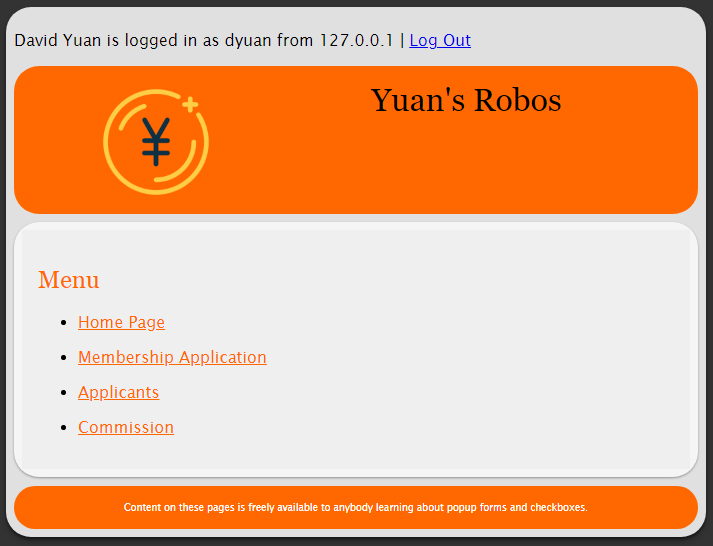 David Yuan is logged in as dyuan from 127.0.0.1 | Log Out
¥
Yuan's Robos
Menu
Home Page
Membership Application
Applicants
Commission
Content on these pages is freely available to anybody learning about popup forms and checkboxes.